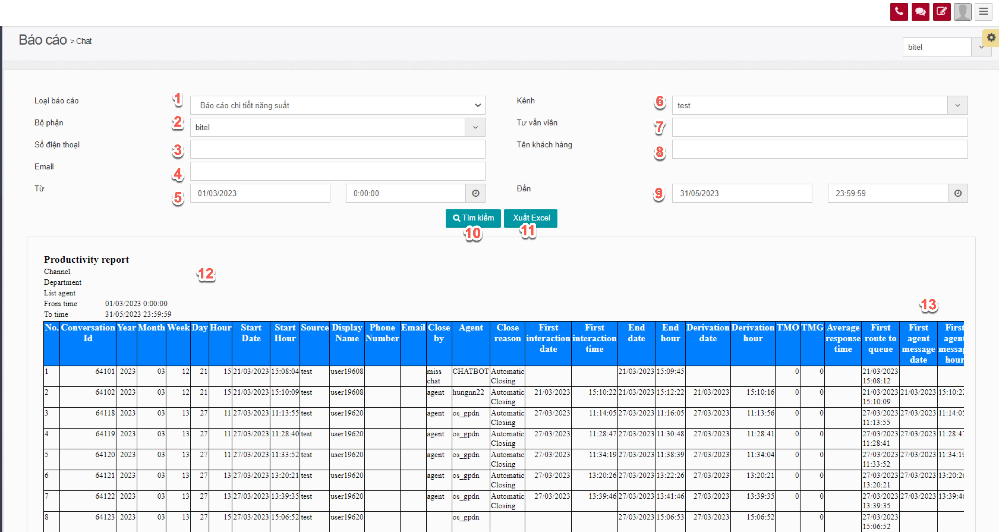 Báo cáo > Chat
bitel
Loại báo cáo 1 Báo cáo chi tiết năng suất Kênh 6 test
Bộ phận 2 bitel Tư vấn viên 7
Số điện thoại 3 Tên khách hàng 8
Email 4
Từ 5 01/03/2023 0:00:00 Đến 9 31/05/2023 23:59:59
Tìm kiếm Xuất Excel
10 11
Productivity report
Channel 12
Department
List agent
From time 01/03/2023 0:00:00 13
To time 31/05/2023 23:59:59
No. Conversation Id Year Month Week Day Hour Start Date Start Hour Source Display Name Phone Number Email Close by Agent Close reason First interaction date First interaction time End date End hour Derivation date Derivation hour TMO TMG Average response time First route to queue First agent message date First agent messag hour
1 64101 2023 03 12 21 15 21/03/2023 15:08:04 test user19608 miss chat CHATBOT Automatic Closing 21/03/2023 15:09:45 0 0 21/03/2023 15:08:12
2 64102 2023 03 12 21 15 21/03/2023 15:10:09 test user19608 agent hungnn22 Automatic Closing 21/03/2023 15:10:22 21/03/2023 15:12:22 21/03/2023 15:10:16 0 0 21/03/2023 15:10:09 21/03/2023 15:10:22
3 64118 2023 03 13 27 11 27/03/2023 11:13:55 test user19620 agent os_gpdn Automatic Closing 27/03/2023 11:14:05 27/03/2023 11:16:05 27/03/2023 11:13:56 0 0 27/03/2023 11:13:55 27/03/2023 11:14:05
4 64119 2023 03 13 27 11 27/03/2023 11:28:40 test user19620 agent os_gpdn Automatic Closing 27/03/2023 11:28:47 27/03/2023 11:30:48 27/03/2023 11:28:41 0 0 27/03/2023 11:28:41 27/03/2023 11:28:47
5 64120 2023 03 13 27 11 27/03/2023 11:33:52 test user19620 agent os_gpdn Automatic Closing 27/03/2023 11:34:19 27/03/2023 11:38:39 27/03/2023 11:34:04 0 0 27/03/2023 11:33:52 27/03/2023 11:34:19
6 64121 2023 03 13 27 13 27/03/2023 13:20:21 test user19620 agent os_gpdn Automatic Closing 27/03/2023 13:20:26 27/03/2023 13:22:26 27/03/2023 13:20:21 0 0 27/03/2023 13:20:21 27/03/2023 13:20:26
7 64122 2023 03 13 27 13 27/03/2023 13:39:35 test user19620 agent os_gpdn Automatic Closing 27/03/2023 13:39:46 27/03/2023 13:41:46 27/03/2023 13:39:35 0 0 27/03/2023 13:39:35 27/03/2023 13:39:46
8 64123 2023 03 13 27 15 27/03/2023 15:06:52 test user19620 os_gpdn 27/03/2023 15:06:53 27/03/2023 15:06:52 0 27/03/2023 15:06:52